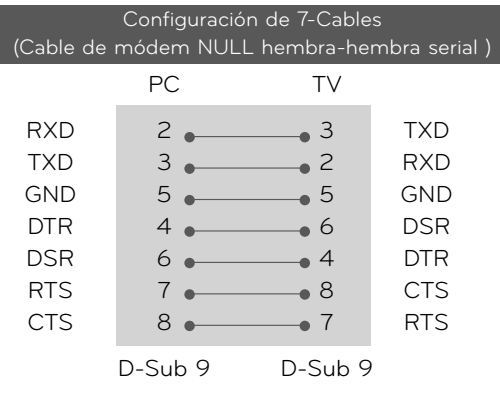 Configuración de 7-Cables
(Cable de módem NULL hembra-hembra serial )
PC TV
RXD 2 3 TXD
TXD 3 2 RXD
GND 5 5 GND
DTR 4 6 DSR
DSR 6 4 DTR
RTS 7 8 CTS
CTS 8 7 RTS
D-Sub 9 D-Sub 9